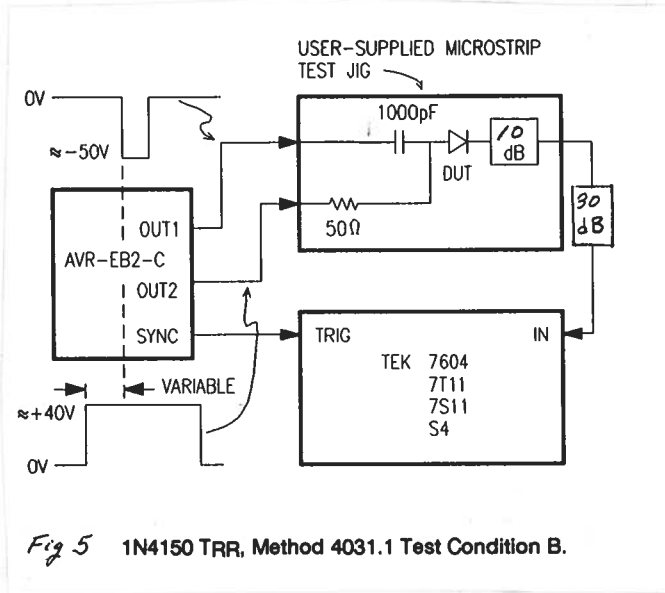 USER-SUPPLIED MICROSTRIP
TEST JIG
0V
≈-50V
1000pF
10
dB
DUT
50Ω
30
dB
OUT1
AVR-EB2-C
OUT2
SYNC
TRIG
IN
TEK 7604
7T11
7S11
S4
VARIABLE
≈+40V
0V
Fig 5 1N4150 TRR, Method 4031.1 Test Condition B.